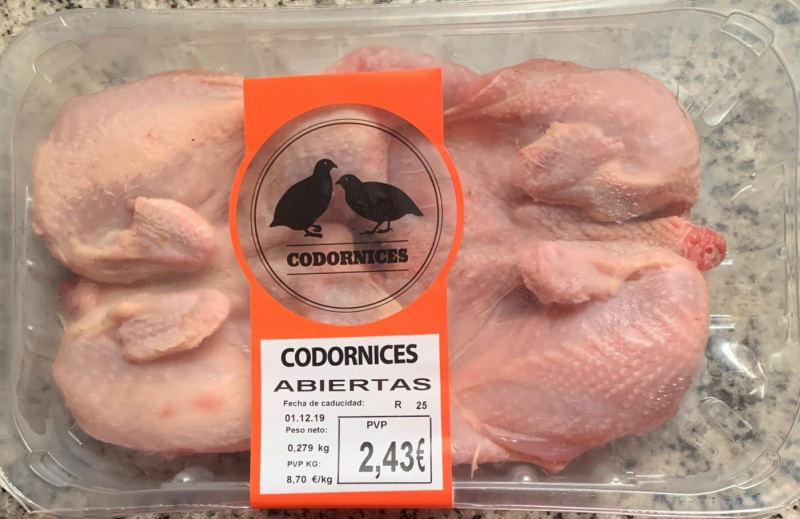 CODORNICES
CODORNICES
ABIERTAS
Fecha de caducidad: R 25
01.12.19
Peso neto:
PVP
0,279 kg
2,43€
PVP KG:
8,70 €/kg